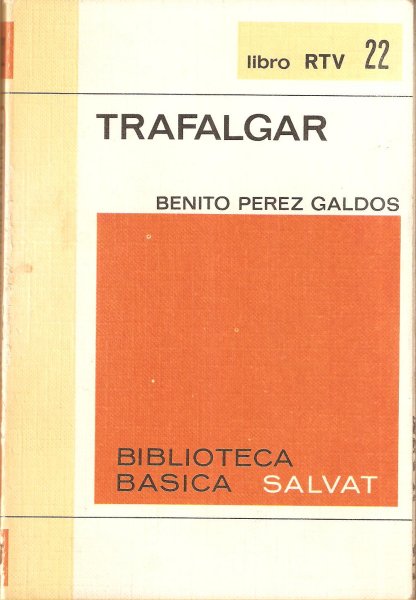 libro RTV 22
TRAFALGAR
BENITO PEREZ GALDOS
BIBLIOTECA
BASICA SALVAT